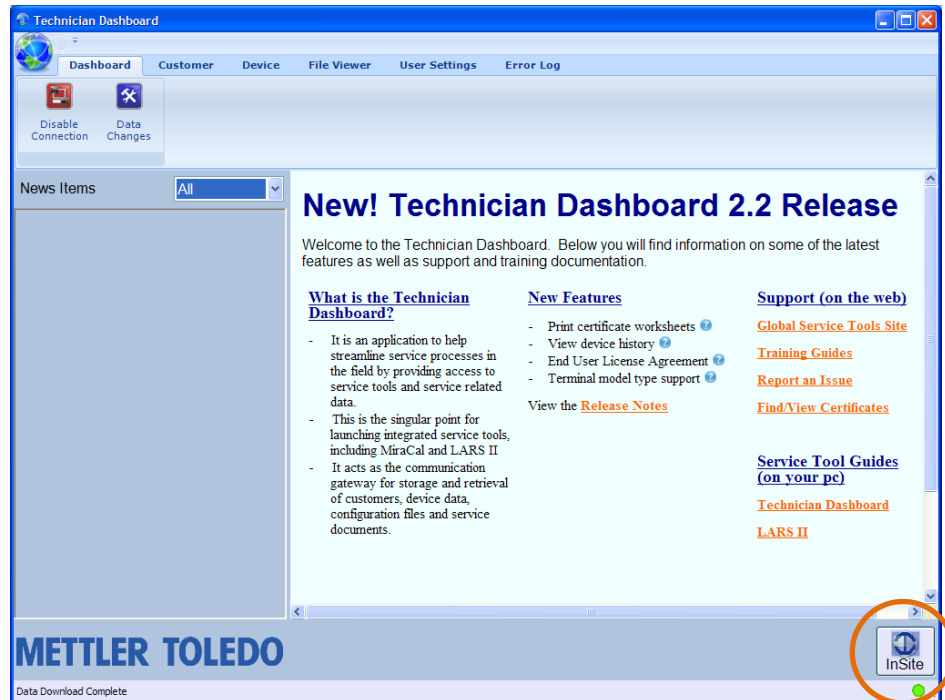 Technician Dashboard
Dashboard Customer Device File Viewer User Settings Error Log
Disable
Connection
Data
Changes
News Items All
New! Technician Dashboard 2.2 Release
Welcome to the Technician Dashboard. Below you will find information on some of the latest
features as well as support and training documentation.
What is the Technician
Dashboard?
- It is an application to help
streamline service processes in
the field by providing access to
service tools and service related
data.
- This is the singular point for
launching integrated service tools,
including MiraCal and LARS II
- It acts as the communication
gateway for storage and retrieval
of customers, device data,
configuration files and service
documents.
New Features
- Print certificate worksheets ?
- View device history ?
- End User License Agreement ?
- Terminal model type support ?
View the Release Notes
Support (on the web)
Global Service Tools Site
Training Guides
Report an Issue
Find/View Certificates
Service Tool Guides
(on your pc)
Technician Dashboard
LARS II
METTLER TOLEDO
InSite
Data Download Complete